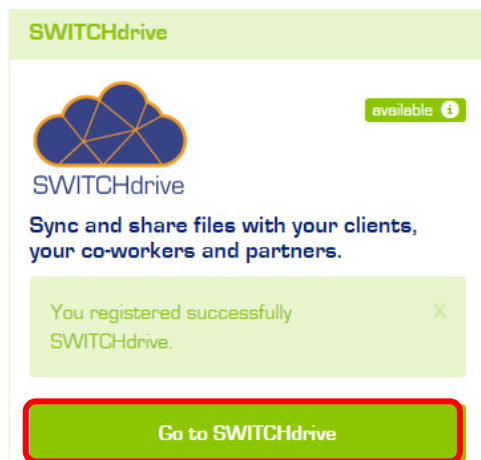 SWITCHdrive
available i
SWITCHdrive
Sync and share files with your clients,
your co-workers and partners.
You registered successfully X
SWITCHdrive.
Go to SWITCHdrive